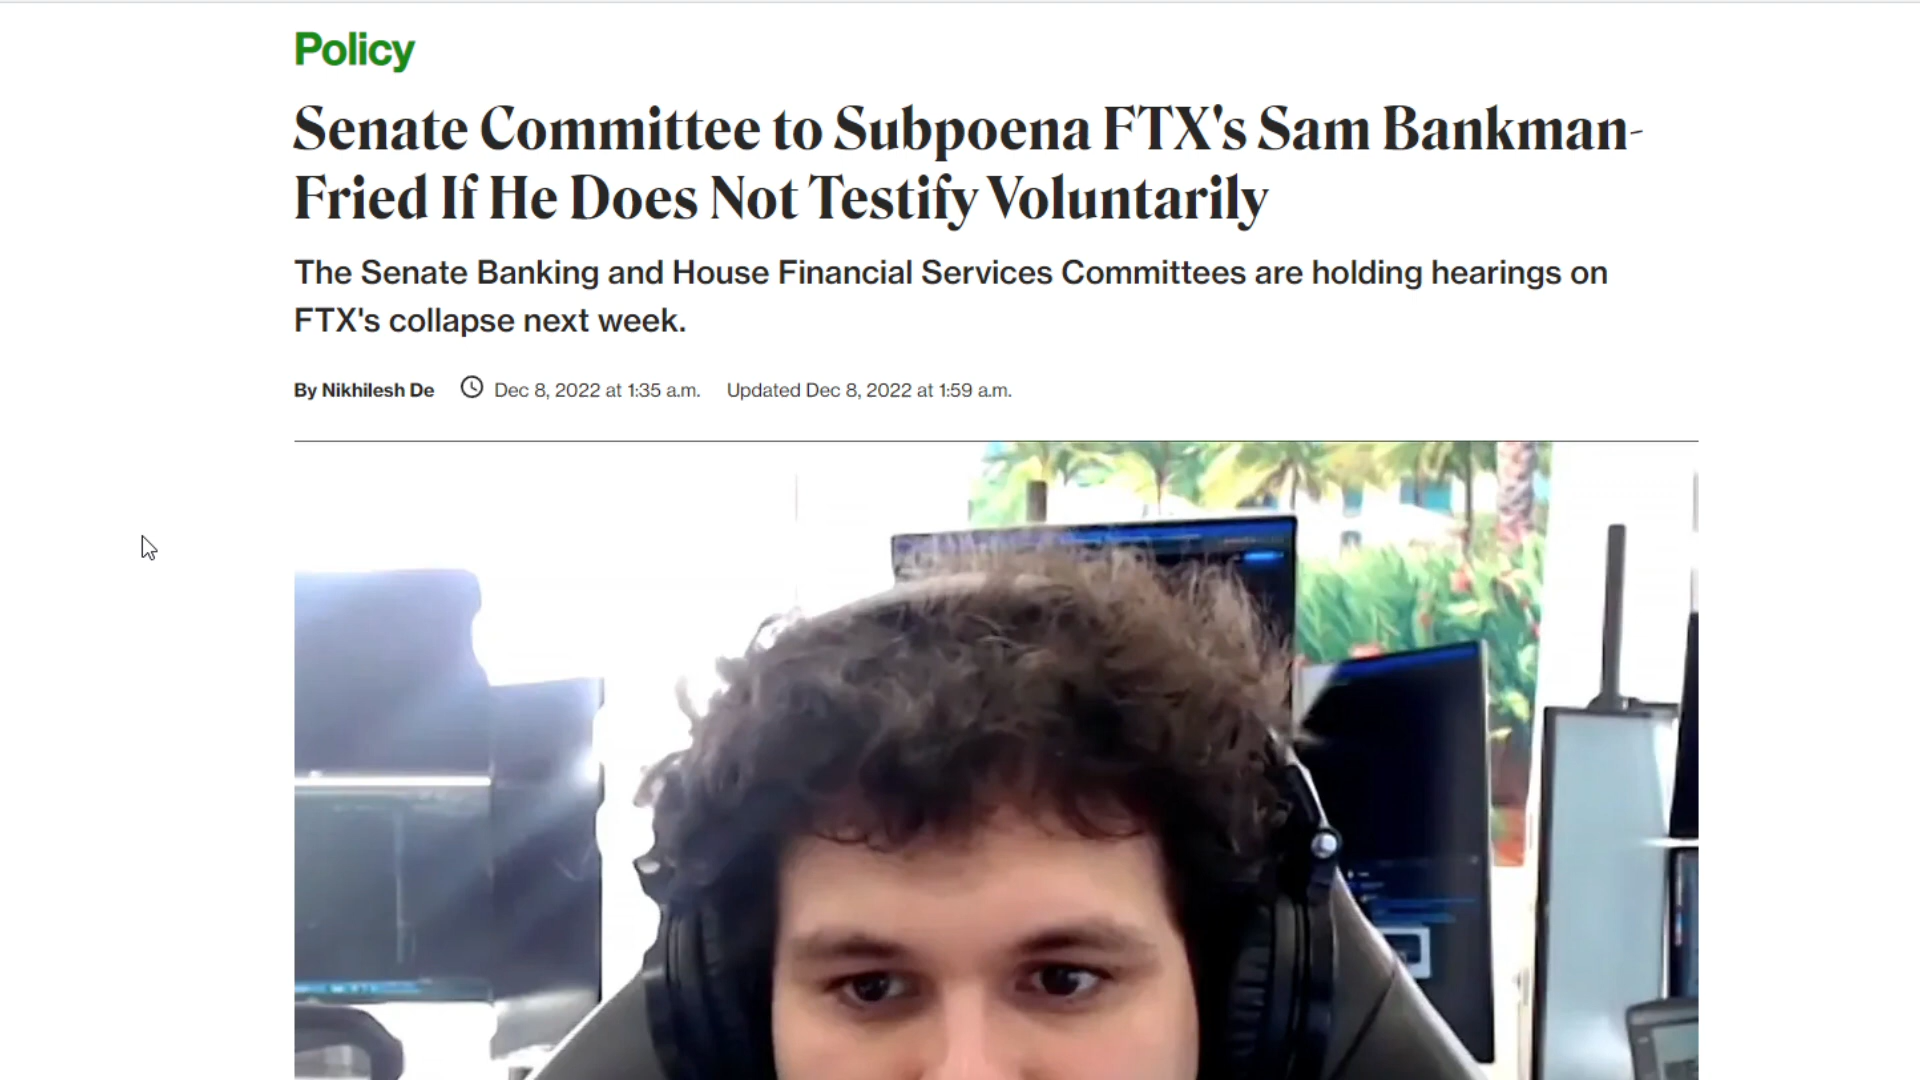 Policy
Senate Committee to Subpoena FTX's Sam Bankman-
Fried If He Does Not Testify Voluntarily
The Senate Banking and House Financial Services Committees are holding hearings on
FTX's collapse next week.
By Nikhilesh De Dec 8, 2022 at 1:35 a.m. Updated Dec 8, 2022 at 1:59 a.m.